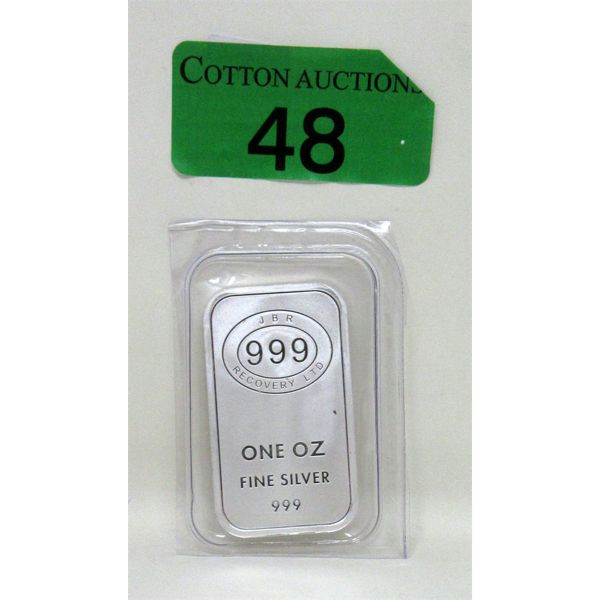 COTTON AUCTIONS
48
JBR
999
RECOVERY LTD
ONE OZ
FINE SILVER
999